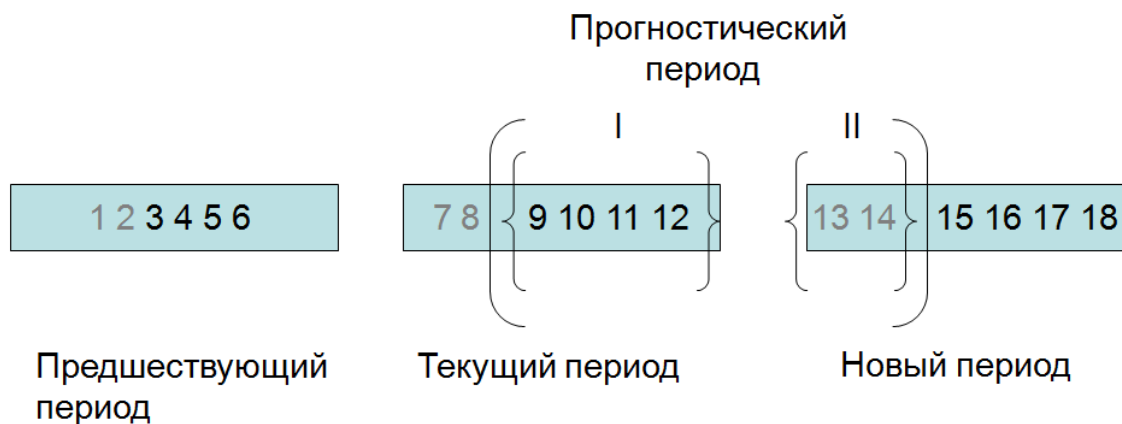 Прогностический
период
I II
1 2 3 4 5 6 7 8 9 10 11 12 13 14 15 16 17 18
Предшествующий
период
Текущий период
Новый период